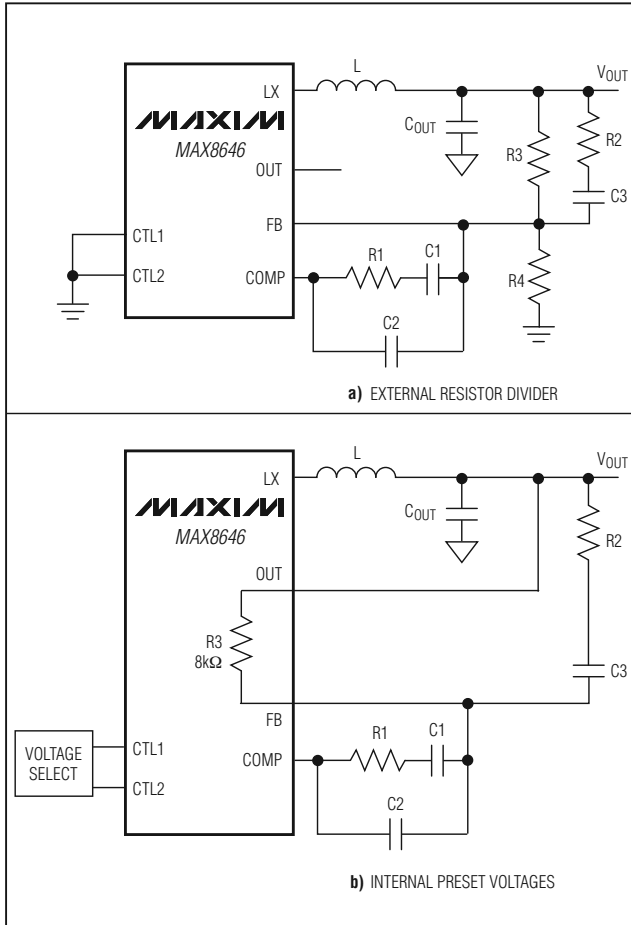 LX
L
VOUT
MAXIM
MAX8646
COUT
R3
R2
OUT
C3
FB
CTL1
R1
C1
CTL2
COMP
R4
C2
a) EXTERNAL RESISTOR DIVIDER
LX
L
VOUT
MAXIM
MAX8646
COUT
R2
OUT
R3
8kΩ
C3
FB
VOLTAGE
SELECT
CTL1
R1
C1
CTL2
COMP
C2
b) INTERNAL PRESET VOLTAGES